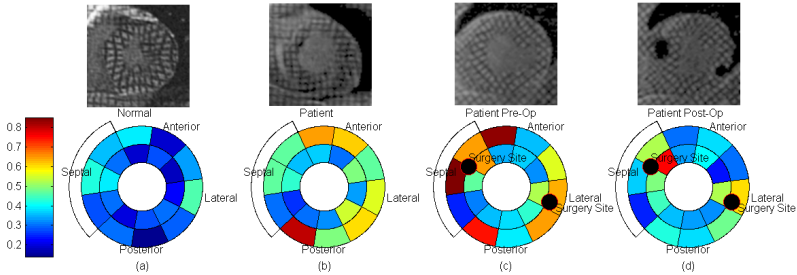 Normal
Patient
Patient Pre-Op
Patient Post-Op
0.8
0.7
0.6
0.5
0.4
0.3
0.2
Anterior
Septal
Lateral
Posterior
(a)
Anterior
Lateral
Posterior
(b)
Anterior
Surgery Site
Septal
Lateral
Surgery Site
Posterior
(c)
Anterior
Surgery Site
Septal
Lateral
Surgery Site
Posterior
(d)